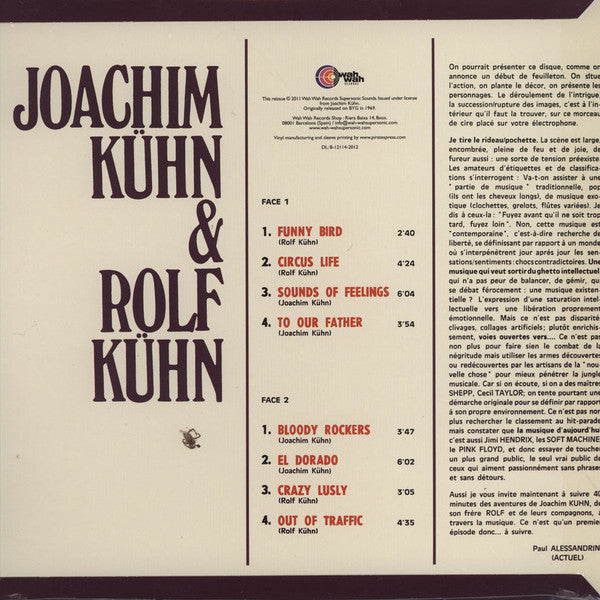 JOACHIM
KÜHN
&
ROLF
KÜHN
wah
wah
RECORDS
This reissue © 2011 Wah Wah Records Supersonic Sounds. Issued under license
from Joachim Kühn.
Originally released on BYG in 1969.
Wah Wah Records Shop : Riera Baixa 14, Baixos.
08001 Barcelona (Spain) / info@wah-wahsupersonic.com
www.wah-wahsupersonic.com
Vinyl manufacturing and sleeve printing by www.piratespress.com
DL: B-12114-2012
FACE 1
1. FUNNY BIRD 2'40
(Rolf Kühn)
2. CIRCUS LIFE 4'24
(Rolf Kühn)
3. SOUNDS OF FEELINGS 6'04
(Joachim Kühn)
4. TO OUR FATHER 3'54
(Joachim Kühn)
FACE 2
1. BLOODY ROCKERS 3'47
(Joachim Kühn)
2. EL DORADO 6'02
(Joachim Kühn)
3. CRAZY LUSLY 3'05
(Rolf Kühn)
4. OUT OF TRAFFIC 4'35
(Rolf Kühn)
On pourrait présenter ce disque, comme on
annonce un début de feuilleton. On situe
l'action, on plante le décor, on présente les
personnages. Le déroulement de l'intrigue,
la succession/rupture des images, c'est à l'in-
térieur qu'il faut la trouver, sur ce morceau
de cire placé sur votre électrophone.
Je tire le rideau/pochette. La scène est large,
encombrée, pleine de feu et de joie, de
fureur aussi : une sorte de tension préexiste.
Les amateurs d'étiquettes et de classifica-
tions s'interrogent : Va-t-on assister à une
"partie de musique" traditionnelle, pop
(ils ont les cheveux longs), de musique exo-
tique (clochettes, grelots, flûtes variées). Je
dis à ceux-là : "Fuyez avant qu'il ne soit trop
tard, fuyez loin". Non, cette musique est
"contemporaine", c'est-à-dire recherche de
liberté, se définissant par rapport à un monde
où s'interpénètrent jour après jour les sen-
sations/sentiments: chocs contradictoires. Une
musique qui veut sortir du ghetto intellectuel,
qui n'a pas peur de balancer, de gémir, qui
se débat férocement : une musique existen-
tielle ? L'expression d'une saturation intel-
lectuelle vers une libération proprement
émotionnelle. Mais ce n'est pas disparité,
clivages, collages artificiels; plutôt enrichis-
sement, voies ouvertes vers.... Ce n'est pas
non plus pour faire sien le combat de la
négritude mais utiliser les armes découvertes
ou redécouvertes par les artisans de la "nou-
velle chose" pour mieux pénétrer la jungle
musicale. Car si on écoute, si on a des maîtres
SHEPP, Cecil TAYLOR; on tente pourtant une
démarche originale pour se définir par rapport
à son propre environnement. Ce n'est pas non
plus rechercher le classement au hit-parade
mais constater que la musique d'aujourd'hui
c'est aussi Jimi HENDRIX, les SOFT MACHINE,
le PINK FLOYD, et donc essayer de toucher
un plus grand public, le seul vrai public de
ceux qui aiment passionnément sans phrases
et sans détours.
Aussi je vous invite maintenant à suivre 40
minutes des aventures de Joachim KUHN, de
son frère ROLF et de leurs compagnons, à
travers la musique. Ce n'est qu'un premier
épisode donc... à suivre.
Paul ALESSANDRINI
(ACTUEL)